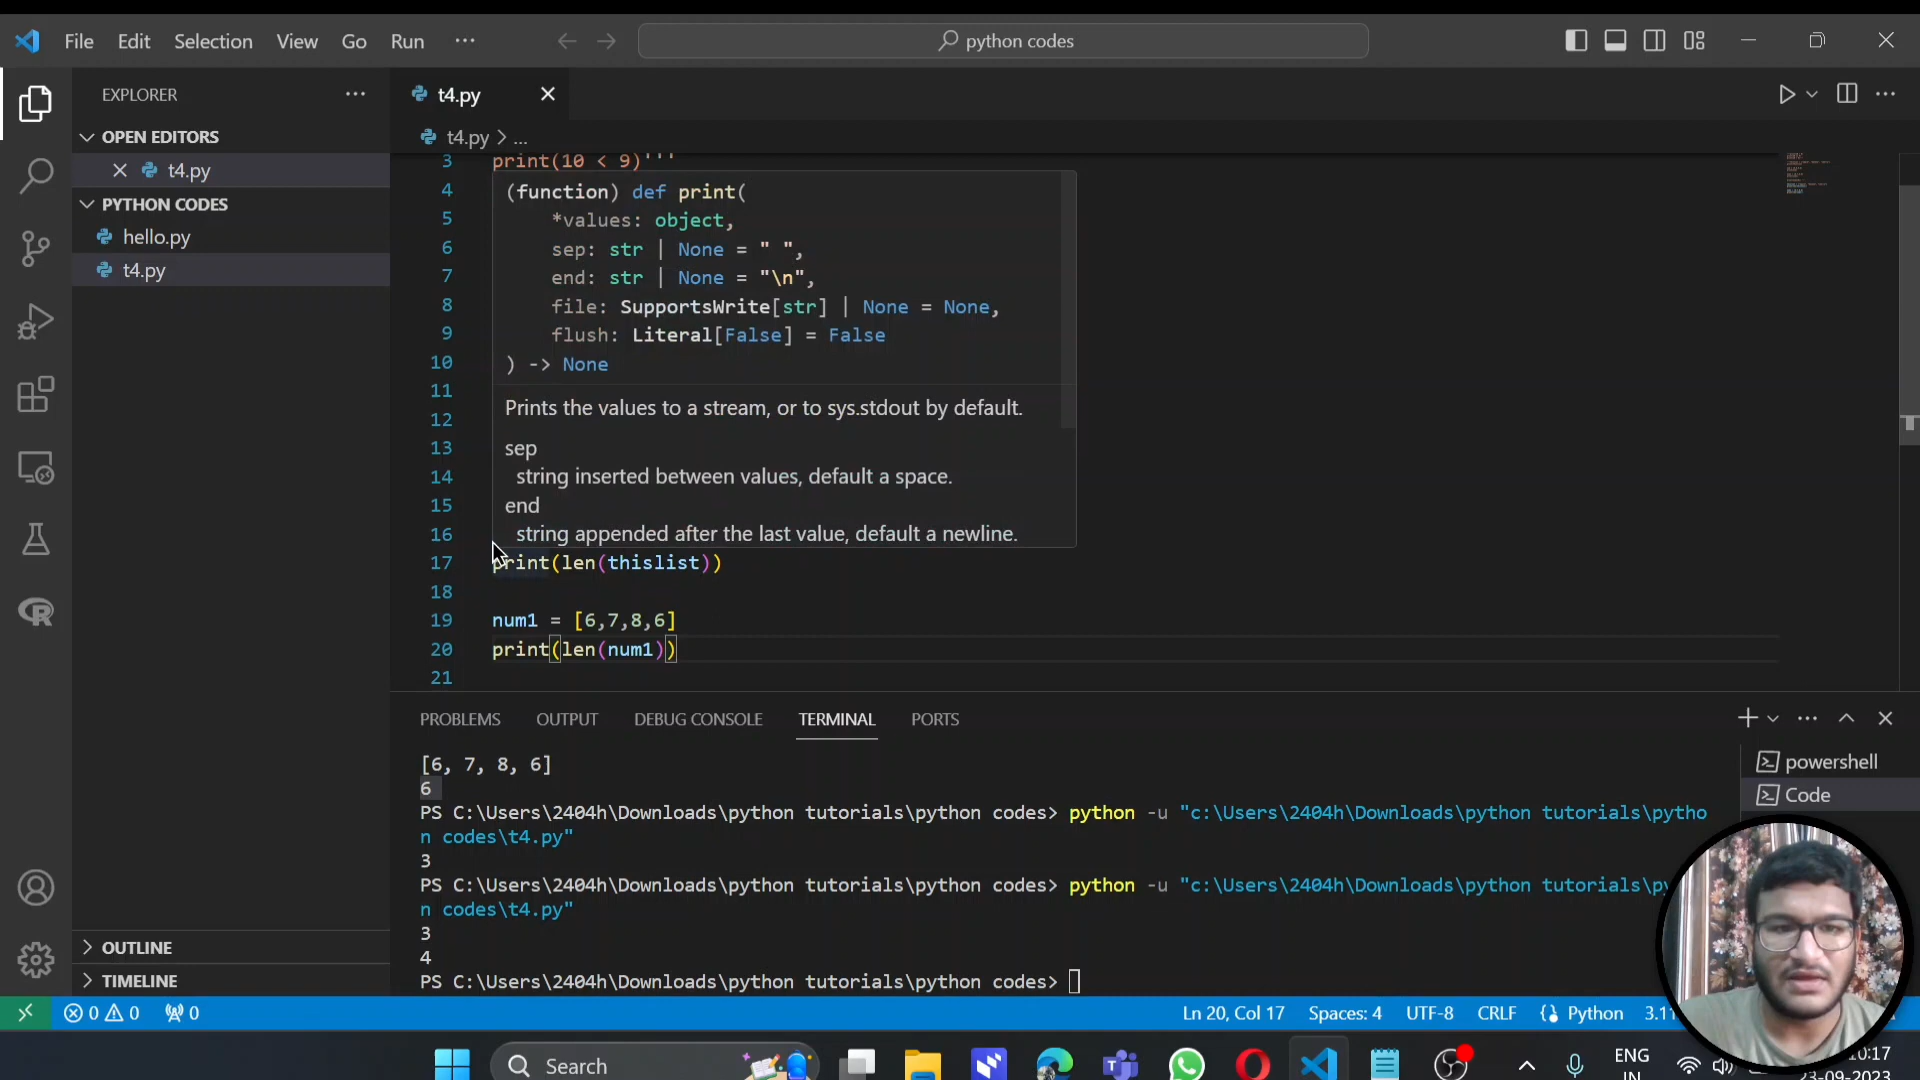 File Edit Selection View Go Run ··· python codes
EXPLORER ···
OPEN EDITORS
t4.py
PYTHON CODES
hello.py
t4.py
OUTLINE
TIMELINE
t4.py
t4.py > ...
3 print(10 < 9)'''
4 (function) def print(
5 *values: object,
6 sep: str | None = " ",
7 end: str | None = "\n",
8 file: SupportsWrite[str] | None = None,
9 flush: Literal[False] = False
10 ) -> None
11
12 Prints the values to a stream, or to sys.stdout by default.
13 sep
14 string inserted between values, default a space.
15 end
16 string appended after the last value, default a newline.
17 print(len(thislist))
18
19 num1 = [6,7,8,6]
20 print(len(num1))
21
PROBLEMS OUTPUT DEBUG CONSOLE TERMINAL PORTS
powershell
Code
[6, 7, 8, 6]
6
PS C:\Users\2404h\Downloads\python tutorials\python codes> python -u "c:\Users\2404h\Downloads\python tutorials\pytho
n codes\t4.py"
3
PS C:\Users\2404h\Downloads\python tutorials\python codes> python -u "c:\Users\2404h\Downloads\python tutorials\py
n codes\t4.py"
3
4
PS C:\Users\2404h\Downloads\python tutorials\python codes>
0 0 0 Ln 20, Col 17 Spaces: 4 UTF-8 CRLF Python 3.11
Search ENG
IN
10:17
23-09-2023